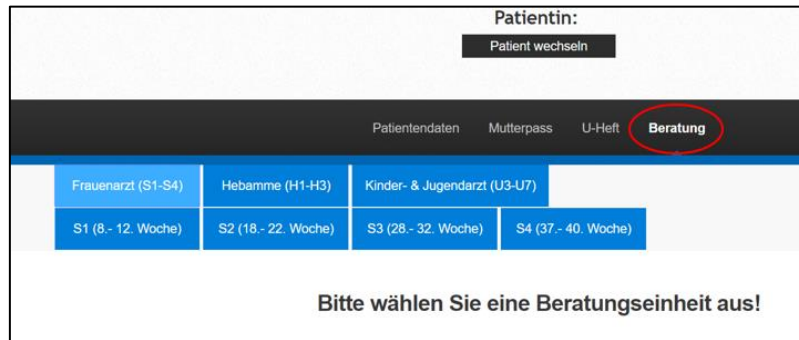 Patientin:
Patient wechseln
Patientendaten Mutterpass U-Heft Beratung
Frauenarzt (S1-S4) Hebamme (H1-H3) Kinder- & Jugendarzt (U3-U7)
S1 (8.- 12. Woche) S2 (18.- 22. Woche) S3 (28.- 32. Woche) S4 (37.- 40. Woche)
Bitte wählen Sie eine Beratungseinheit aus!